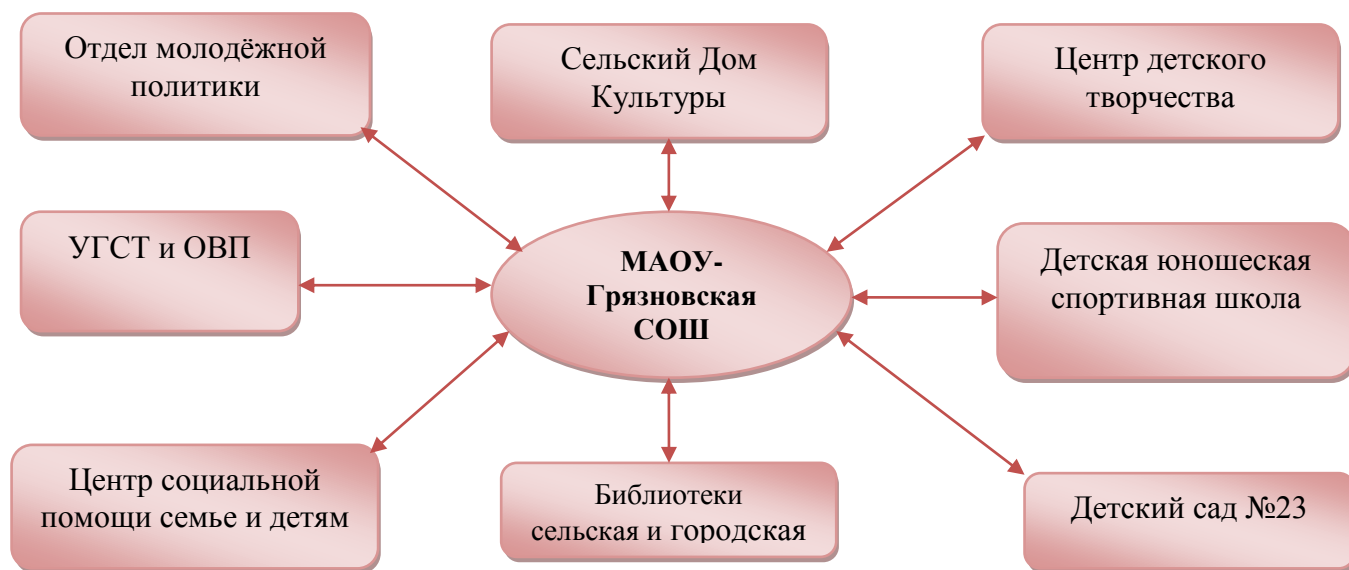 Отдел молодёжной
политики
Сельский Дом
Культуры
Центр детского
творчества
УГСТ и ОВП
МАОУ-
Грязновская
СОШ
Детская юношеская
спортивная школа
Центр социальной
помощи семье и детям
Библиотеки
сельская и городская
Детский сад №23